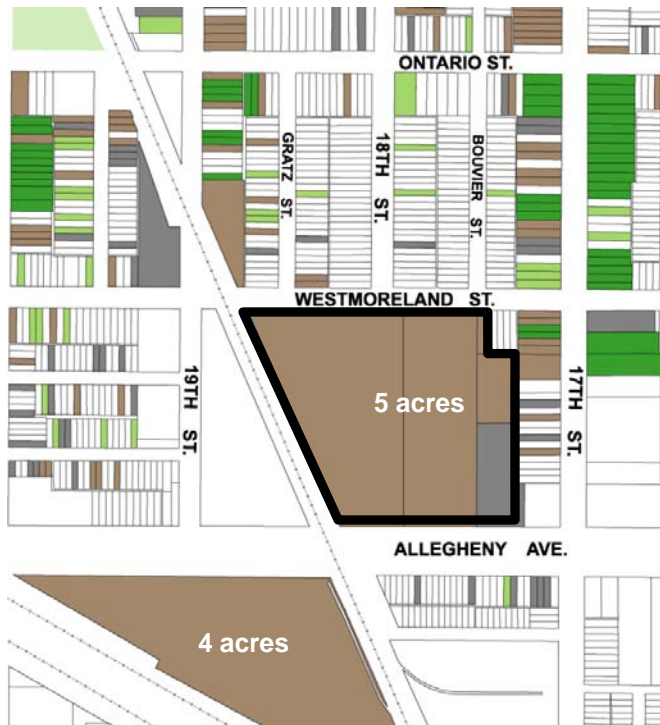 ONTARIO ST.
GRATZ ST.
18TH ST.
BOUVIER ST.
WESTMORELAND ST.
19TH ST.
5 acres
17TH ST.
ALLEGHENY AVE.
4 acres